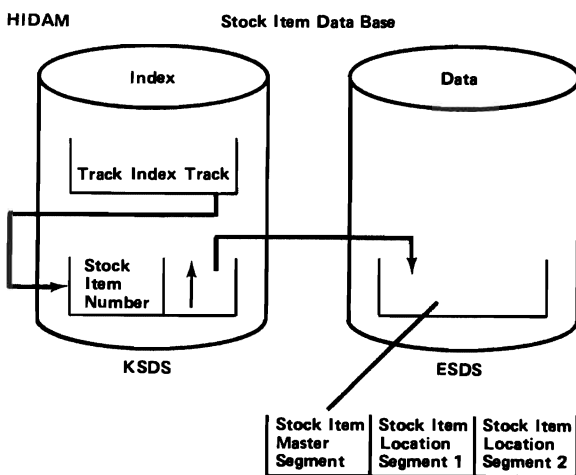 HIDAM
Stock Item Data Base
Index
Data
Track Index Track
Stock
Item
Number
KSDS
ESDS
Stock Item
Master
Segment
Stock Item
Location
Segment 1
Stock Item
Location
Segment 2